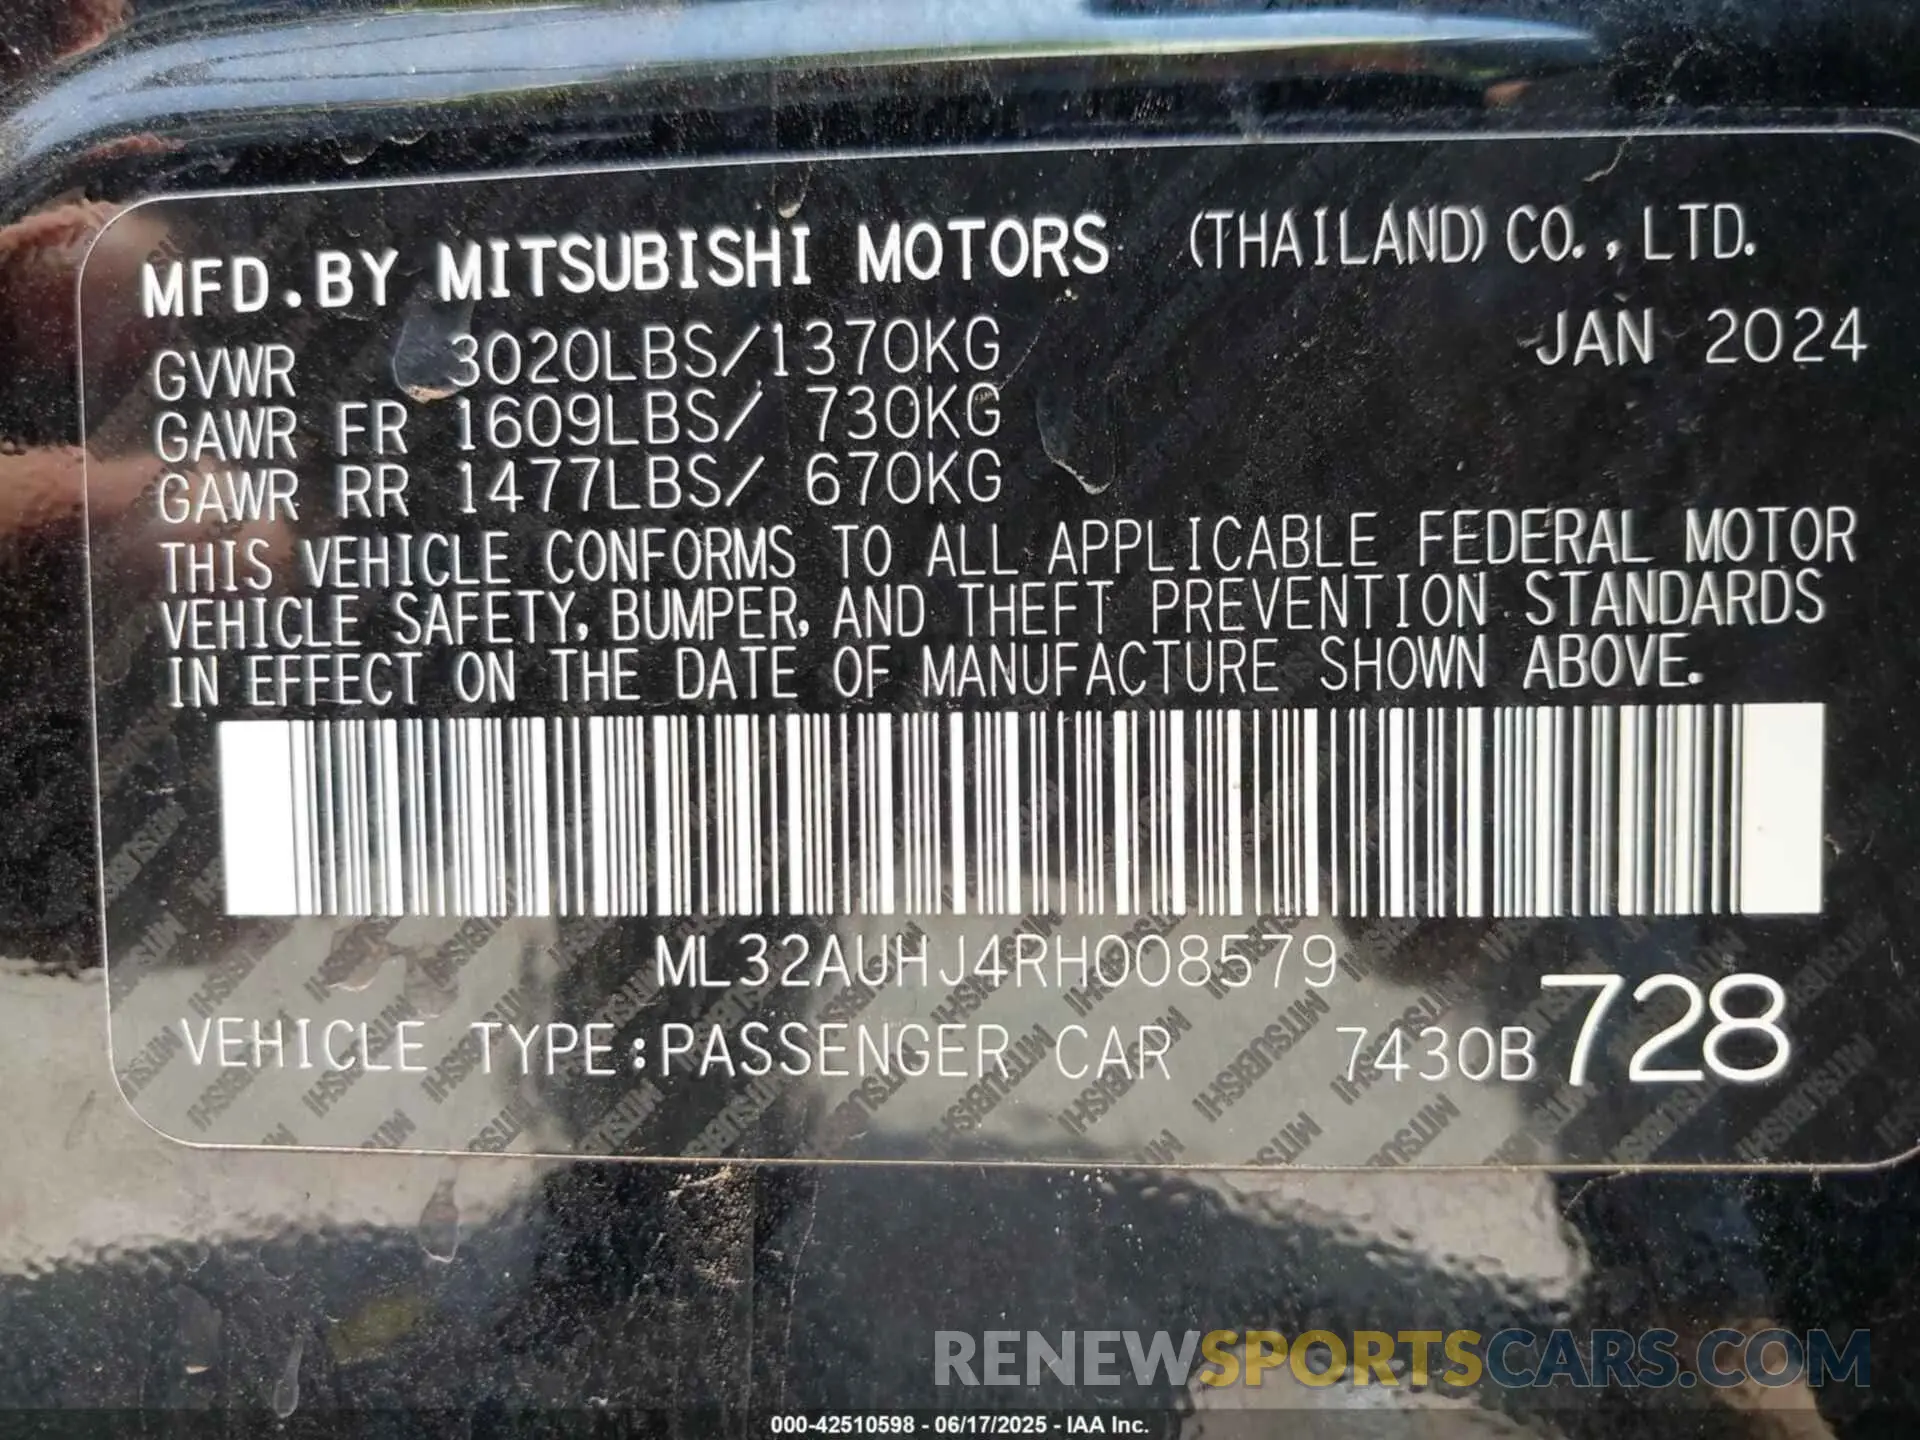 MFD.BY MITSUBISHI MOTORS (THAILAND) CO., LTD.
GVWR 3020LBS/1370KG JAN 2024
GAWR FR 1609LBS/ 730KG
GAWR RR 1477LBS/ 670KG
THIS VEHICLE CONFORMS TO ALL APPLICABLE FEDERAL MOTOR
VEHICLE SAFETY, BUMPER, AND THEFT PREVENTION STANDARDS
IN EFFECT ON THE DATE OF MANUFACTURE SHOWN ABOVE.
ML32AUHJ4RH008579
VEHICLE TYPE:PASSENGER CAR 7430B 728
RENEWSPORTSCARS.COM
000-42510598 - 06/17/2025 - IAA Inc.